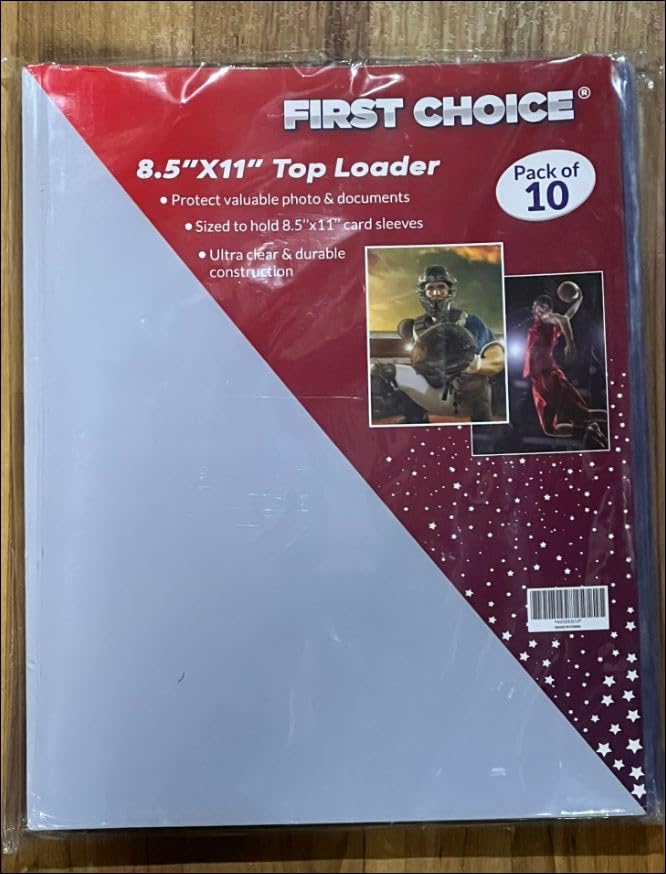 FIRST CHOICE®
8.5"X11" Top Loader
Pack of
10
• Protect valuable photo & documents
• Sized to hold 8.5"x11" card sleeves
• Ultra clear & durable
construction